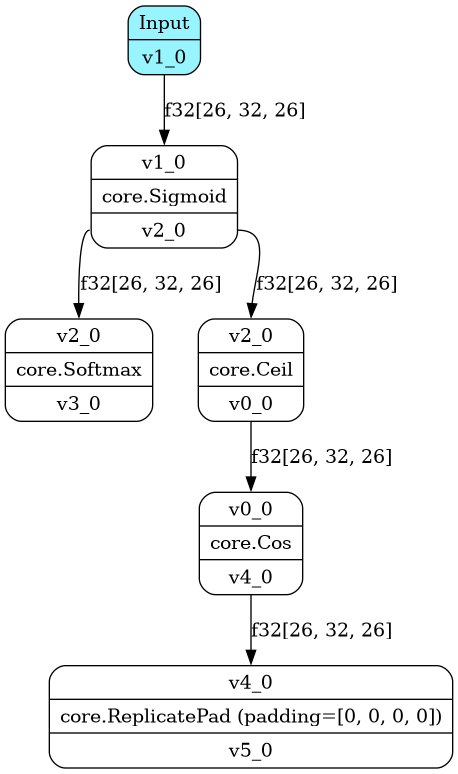 Input
v1_0
f32[26, 32, 26]
v1_0
core.Sigmoid
v2_0
f32[26, 32, 26]
f32[26, 32, 26]
v2_0
core.Softmax
v3_0
v2_0
core.Ceil
v0_0
f32[26, 32, 26]
v0_0
core.Cos
v4_0
f32[26, 32, 26]
v4_0
core.ReplicatePad (padding=[0, 0, 0, 0])
v5_0